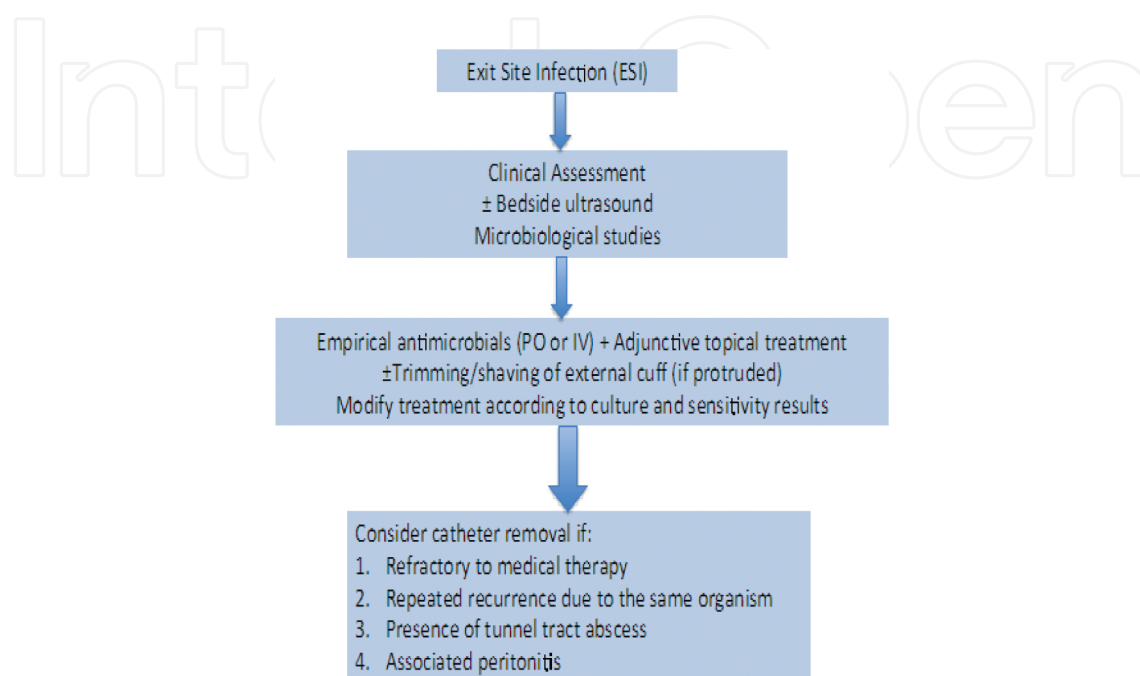 Exit Site Infection (ESI)
Clinical Assessment
± Bedside ultrasound
Microbiological studies
Empirical antimicrobials (PO or IV) + Adjunctive topical treatment
±Trimming/shaving of external cuff (if protruded)
Modify treatment according to culture and sensitivity results
Consider catheter removal if:
1. Refractory to medical therapy
2. Repeated recurrence due to the same organism
3. Presence of tunnel tract abscess
4. Associated peritonitis